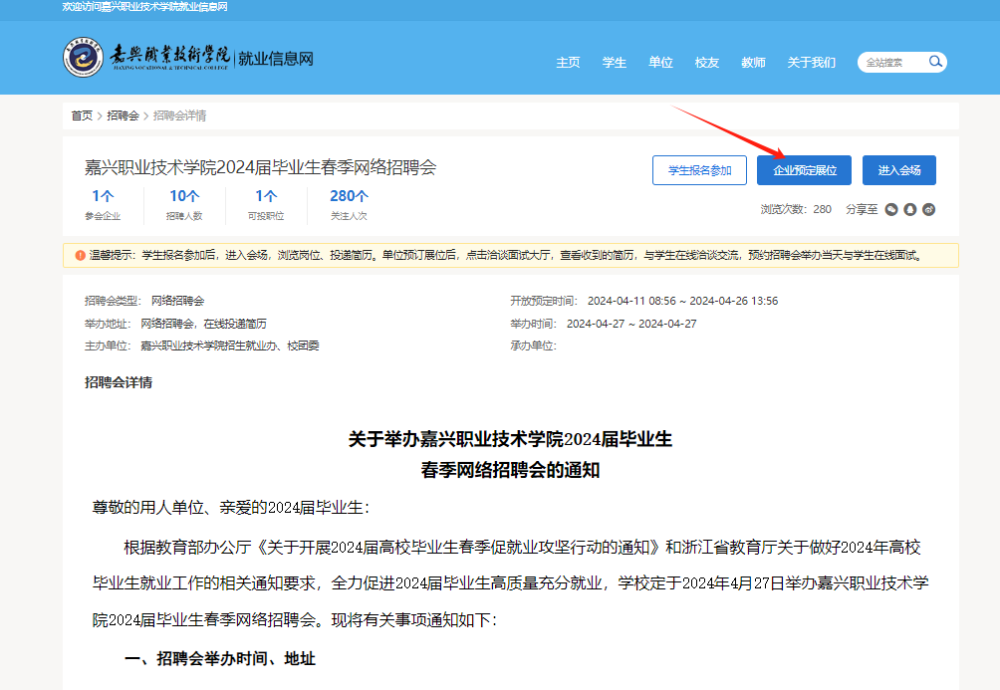 欢迎访问嘉兴职业技术学院就业信息网
嘉興職業技術學院 就业信息网
JIAXING VOCATIONAL & TECHNICAL COLLEGE
主页 学生 单位 校友 教师 关于我们 全站搜索
首页 > 招聘会 > 招聘会详情
嘉兴职业技术学院2024届毕业生春季网络招聘会
学生报名参加 企业预定展位 进入会场
1个 10个 1个 280个
参会企业 招聘人数 可投职位 关注人次
浏览次数: 280 分享至
温馨提示：学生报名参加后，进入会场，浏览岗位、投递简历。单位预订展位后，点击洽谈面试大厅，查看收到的简历，与学生在线洽谈交流，预约招聘会举办当天与学生在线面试。
招聘会类型： 网络招聘会 开放预定时间： 2024-04-11 08:56 ~ 2024-04-26 13:56
举办地址： 网络招聘会，在线投递简历 举办时间： 2024-04-27 ~ 2024-04-27
主办单位： 嘉兴职业技术学院招生就业办、校团委 承办单位：
招聘会详情
关于举办嘉兴职业技术学院2024届毕业生
春季网络招聘会的通知
尊敬的用人单位、亲爱的2024届毕业生：
根据教育部办公厅《关于开展2024届高校毕业生春季促就业攻坚行动的通知》和浙江省教育厅关于做好2024年高校
毕业生就业工作的相关通知要求，全力促进2024届毕业生高质量充分就业，学校定于2024年4月27日举办嘉兴职业技术学
院2024届毕业生春季网络招聘会。现将有关事项通知如下：
一、招聘会举办时间、地址